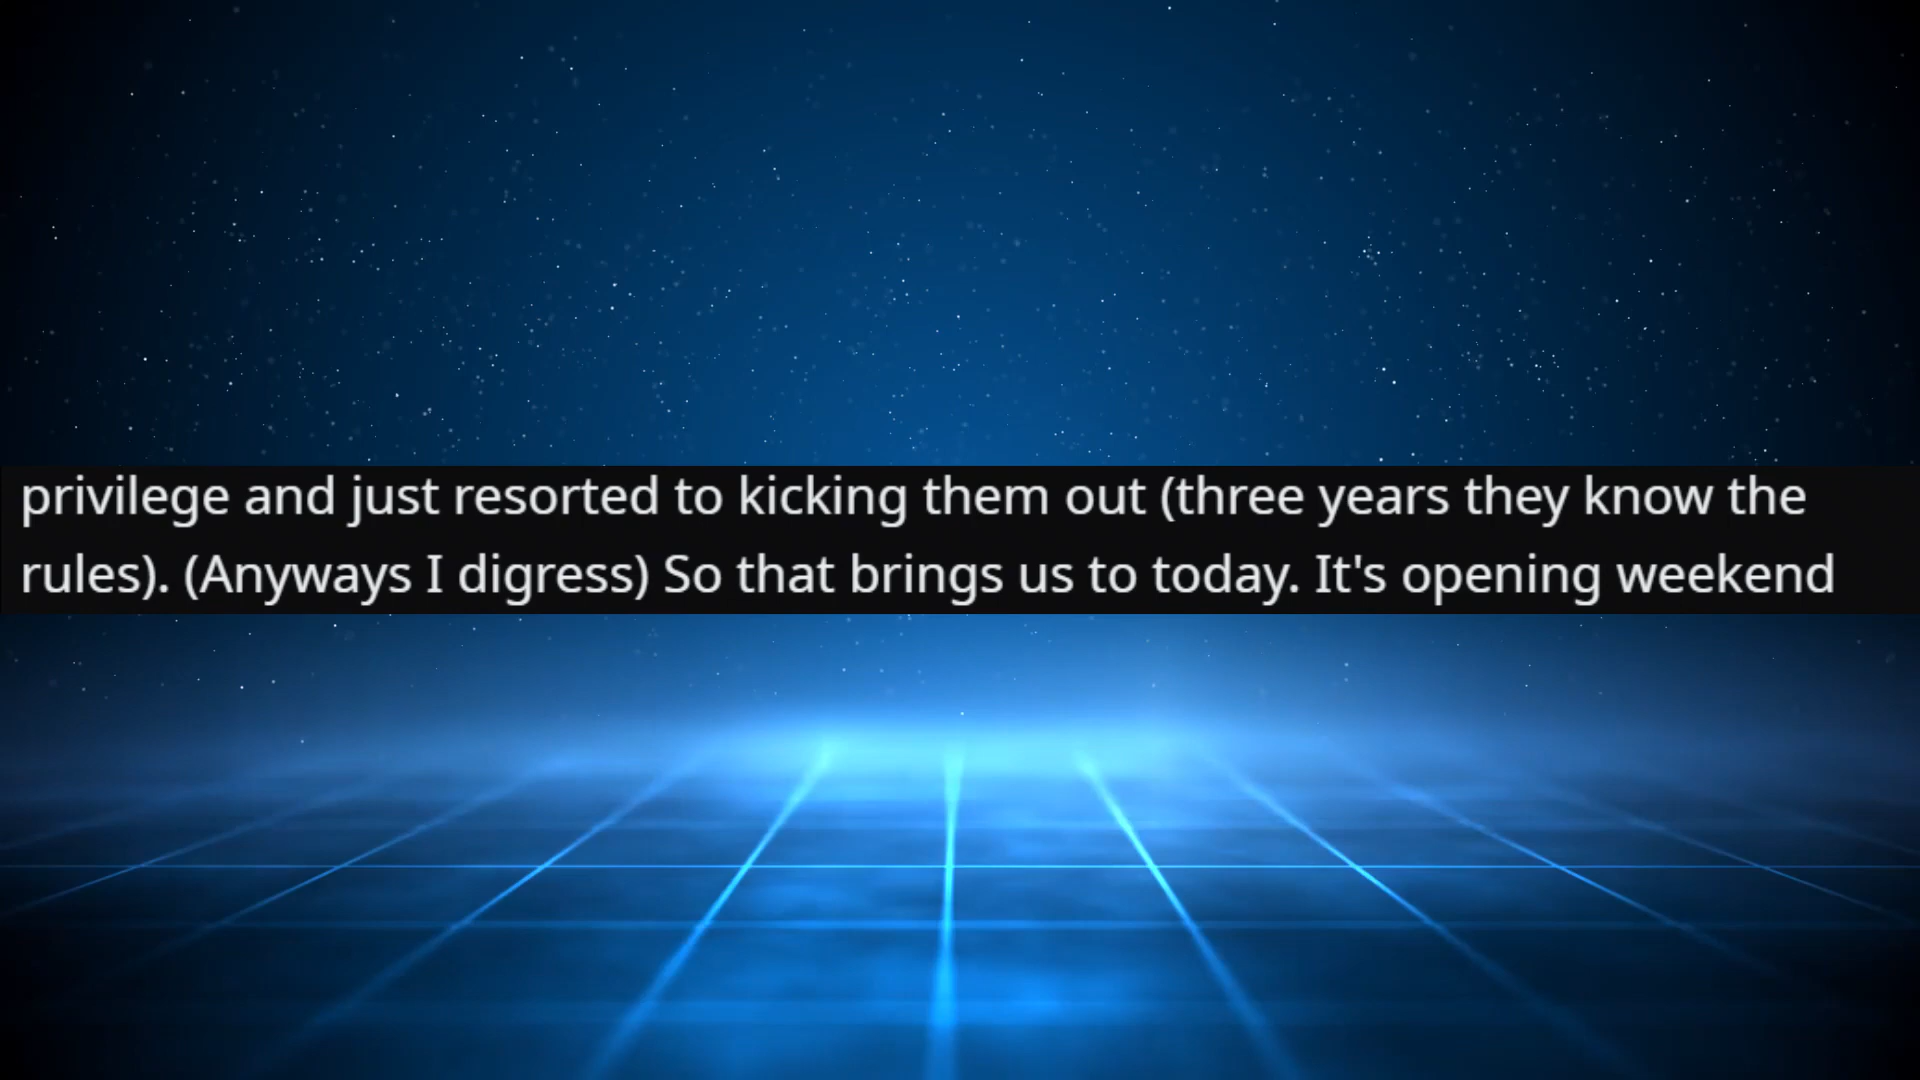 privilege and just resorted to kicking them out (three years they know the
rules). (Anyways I digress) So that brings us to today. It's opening weekend